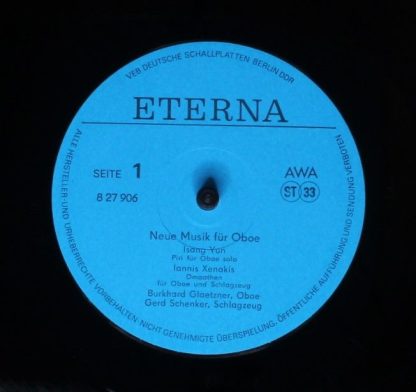 VEB DEUTSCHE SCHALLPLATTEN BERLIN DDR
ETERNA
SEITE 1
AWA
8 27 906
ST 33
Neue Musik für Oboe
Isang Yun
Piri für Oboe solo
Iannis Xenakis
Dmaathen
für Oboe und Schlagzeug
Burkhard Glaetzner, Oboe
Gerd Schenker, Schlagzeug
ALLE HERSTELLER- UND URHEBERRECHTE VORBEHALTEN · NICHT GENEHMIGTE ÜBERSPIELUNG, ÖFFENTLICHE AUFFÜHRUNG UND SENDUNG VERBOTEN